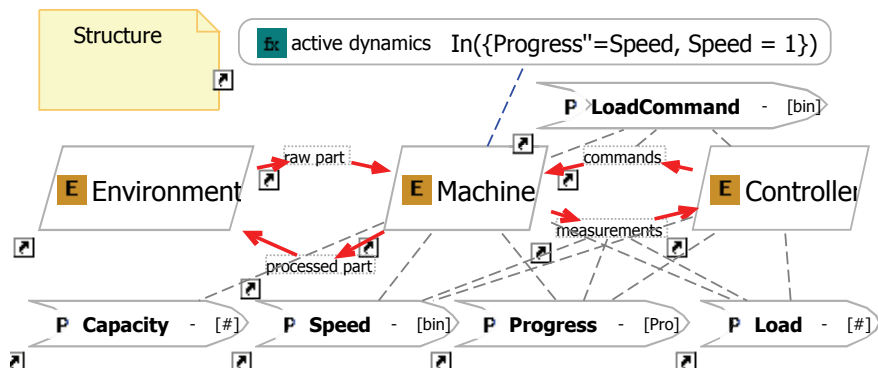 Structure
fx active dynamics In({Progress"=Speed, Speed = 1})
P LoadCommand - [bin]
raw part
commands
E Environment
E Machine
E Controller
measurements
processed part
P Capacity - [#]
P Speed - [bin]
P Progress - [Pro]
P Load - [#]